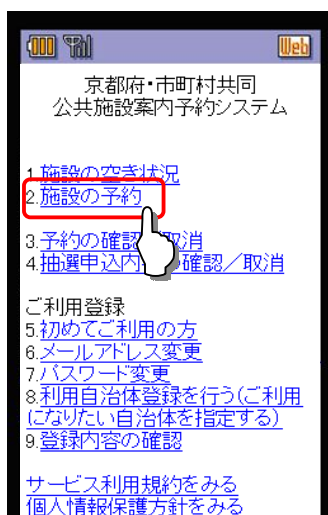 Web
京都府・市町村共同
公共施設案内予約システム
1.施設の空き状況
2.施設の予約
3.予約の確認 取消
4.抽選申込内 確認／取消
ご利用登録
5.初めてご利用の方
6.メールアドレス変更
7.パスワード変更
8.利用自治体登録を行う(ご利用
になりたい自治体を指定する)
9.登録内容の確認
サービス利用規約をみる
個人情報保護方針をみる